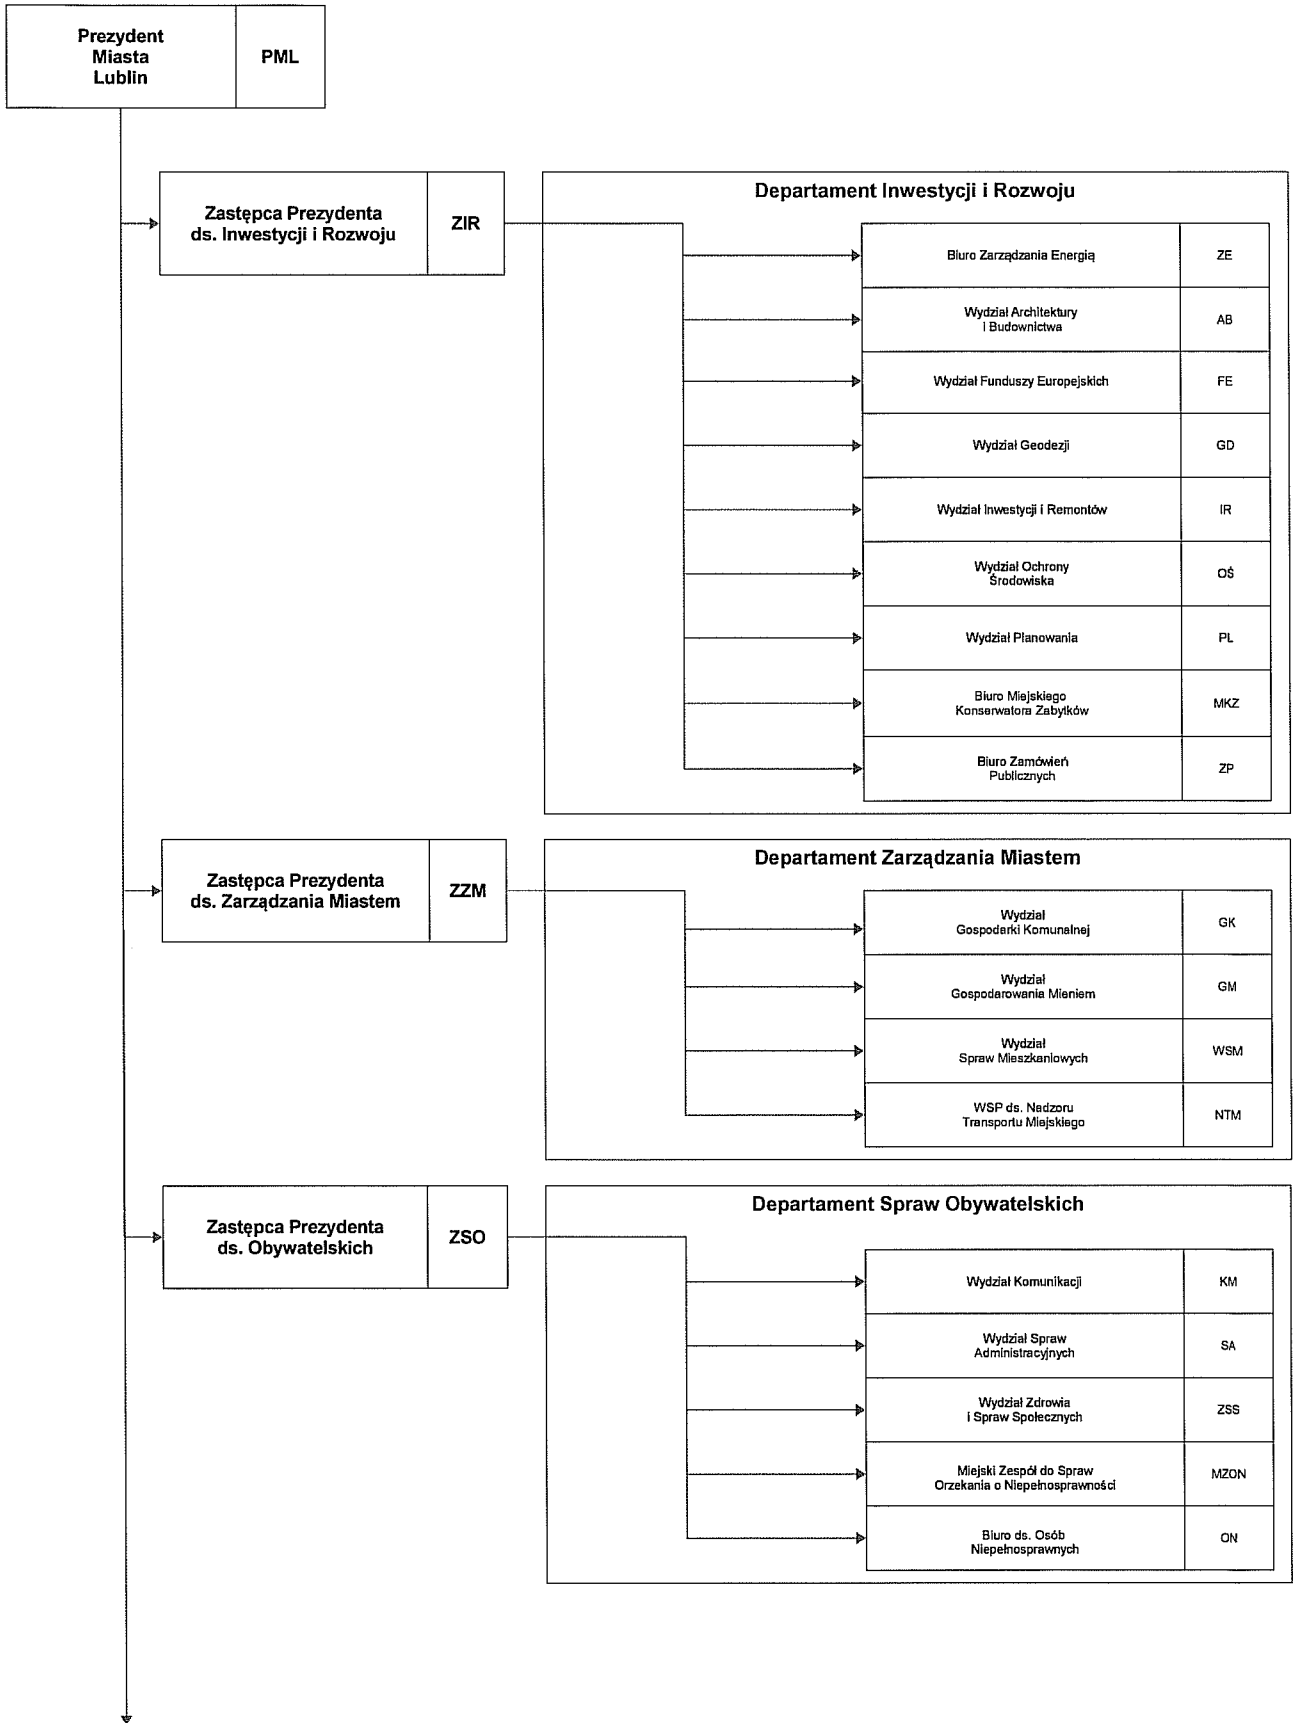 Prezydent
Miasta
Lublin
PML
Zastępca Prezydenta
ds. Inwestycji i Rozwoju
ZIR
Departament Inwestycji i Rozwoju
Biuro Zarządzania Energią
ZE
Wydział Architektury
i Budownictwa
AB
Wydział Funduszy Europejskich
FE
Wydział Geodezji
GD
Wydział Inwestycji i Remontów
IR
Wydział Ochrony
Środowiska
OŚ
Wydział Planowania
PL
Biuro Miejskiego
Konserwatora Zabytków
MKZ
Biuro Zamówień
Publicznych
ZP
Zastępca Prezydenta
ds. Zarządzania Miastem
ZZM
Departament Zarządzania Miastem
Wydział
Gospodarki Komunalnej
GK
Wydział
Gospodarowania Mieniem
GM
Wydział
Spraw Mieszkaniowych
WSM
WSP ds. Nadzoru
Transportu Miejskiego
NTM
Zastępca Prezydenta
ds. Obywatelskich
ZSO
Departament Spraw Obywatelskich
Wydział Komunikacji
KM
Wydział Spraw
Administracyjnych
SA
Wydział Zdrowia
i Spraw Społecznych
ZSS
Miejski Zespół do Spraw
Orzekania o Niepełnosprawności
MZON
Biuro ds. Osób
Niepełnosprawnych
ON